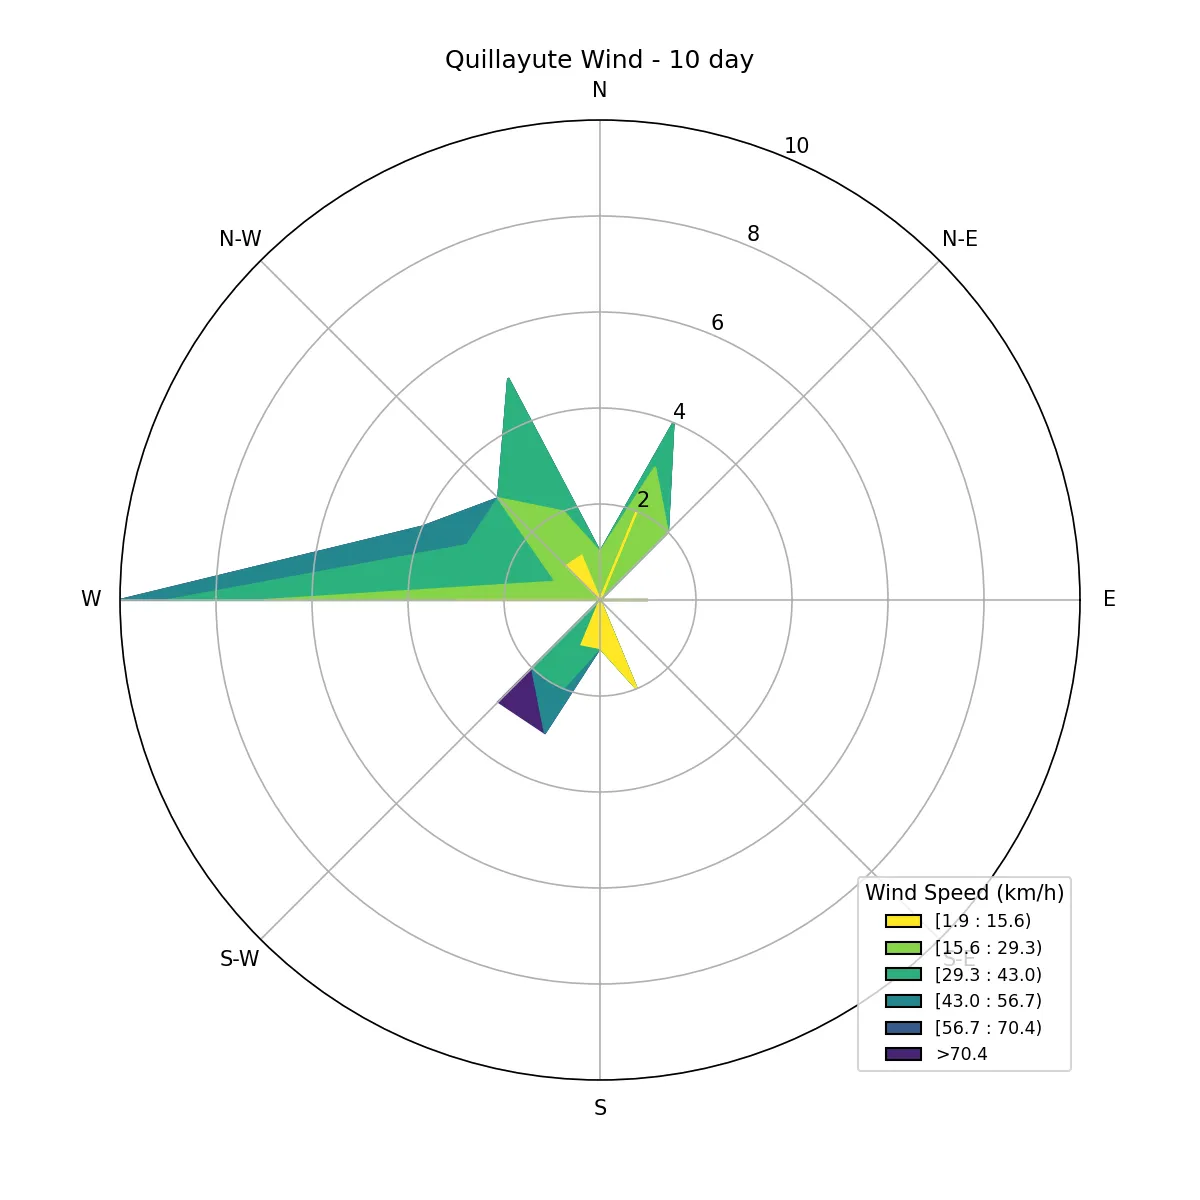 Quillayute Wind - 10 day
N
10
N-W
8
N-E
6
4
2
W
E
Wind Speed (km/h)
[1.9 : 15.6)
[15.6 : 29.3)
S-W
S-E
[29.3 : 43.0)
[43.0 : 56.7)
[56.7 : 70.4)
>70.4
S